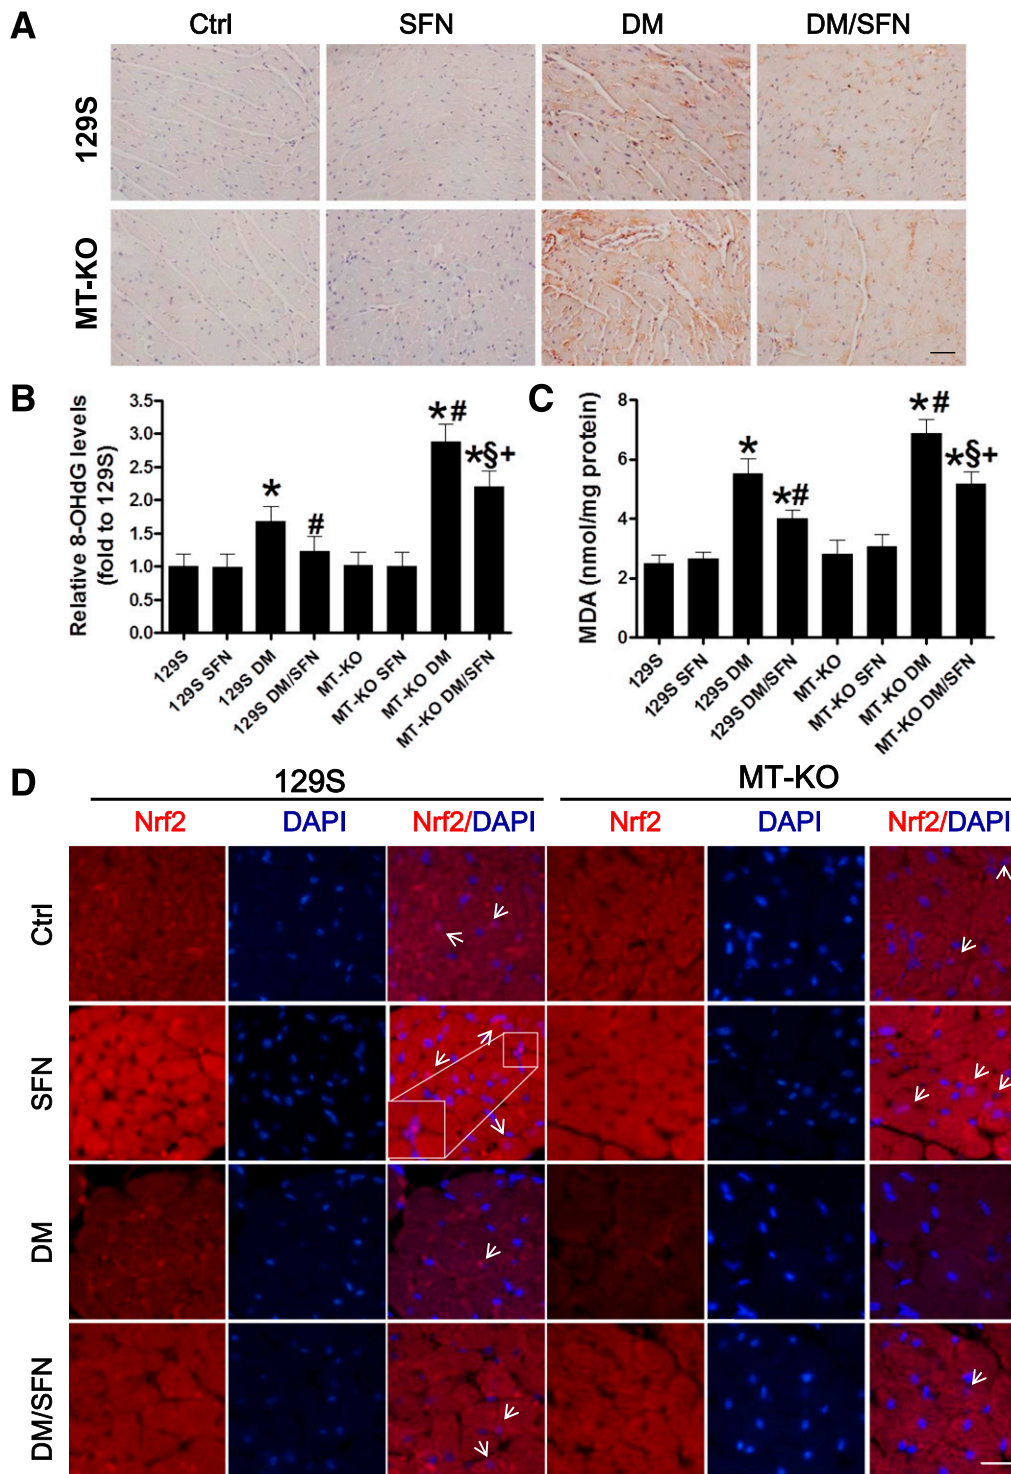 A
Ctrl SFN DM DM/SFN
129S
MT-KO
B
Relative 8-OHdG levels
(fold to 129S)
3.5
3.0
2.5
2.0
1.5
1.0
0.5
0.0
*
#
*#
*§+
129S
129S SFN
129S DM
129S DM/SFN
MT-KO
MT-KO SFN
MT-KO DM
MT-KO DM/SFN
C
MDA (nmol/mg protein)
8
6
4
2
0
*
*#
*#
*§+
129S
129S SFN
129S DM
129S DM/SFN
MT-KO
MT-KO SFN
MT-KO DM
MT-KO DM/SFN
D
129S MT-KO
Nrf2 DAPI Nrf2/DAPI Nrf2 DAPI Nrf2/DAPI
Ctrl
SFN
DM
DM/SFN